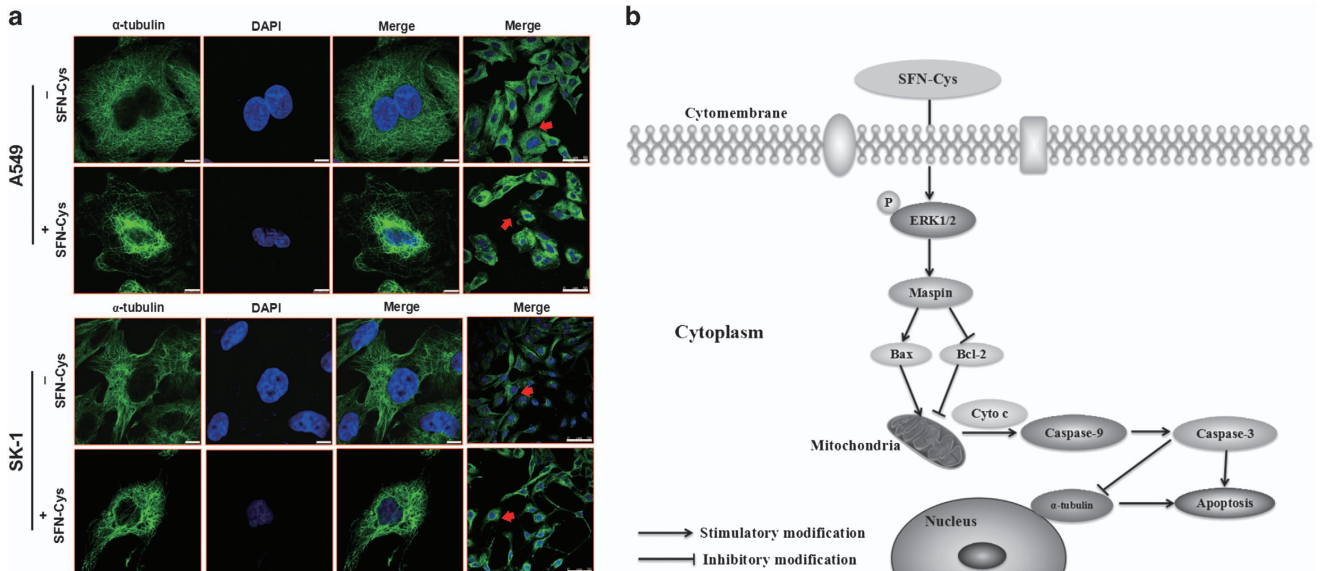 a
α-tubulin DAPI Merge Merge
A549
− SFN-Cys
+ SFN-Cys
α-tubulin DAPI Merge Merge
SK-1
− SFN-Cys
+ SFN-Cys
b
SFN-Cys
Cytomembrane
P
ERK1/2
Maspin
Cytoplasm
Bax Bcl-2
Cyto c
Mitochondria
Caspase-9 Caspase-3
α-tubulin Apoptosis
Nucleus
Stimulatory modification
Inhibitory modification